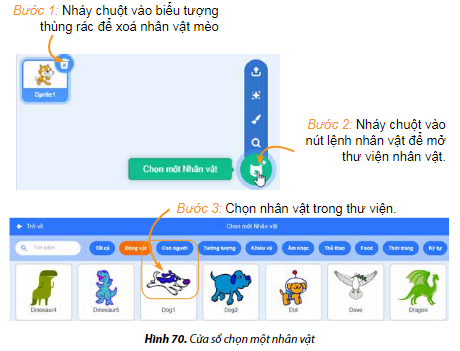 Bước 1: Nháy chuột vào biểu tượng
thùng rác để xoá nhân vật mèo
Sprite1
Bước 2: Nháy chuột vào
nút lệnh nhân vật để mở
thư viện nhân vật.
Chọn một Nhân vật
Bước 3: Chọn nhân vật trong thư viện.
Trở về
Chọn một Nhân vật
Tìm kiếm
Tất cả
Động vật
Con người
Tưởng tượng
Khiêu vũ
Âm nhạc
Thể thao
Food
Thời trang
Ký tự
Dinosaur4
Dinosaur5
Dog1
Dog2
Dot
Dove
Dragon
Hình 70. Cửa sổ chọn một nhân vật